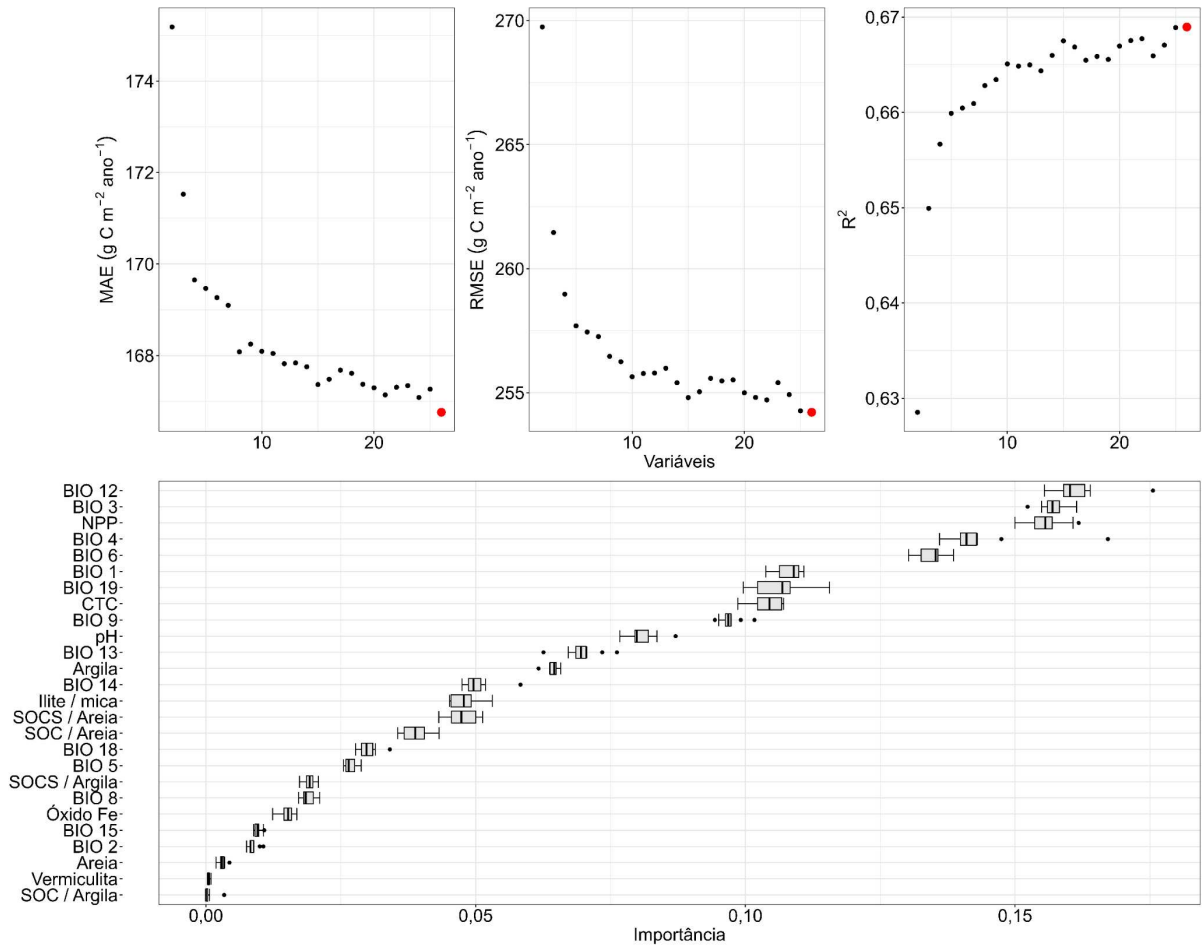 MAE (g C m⁻² ano⁻¹)
174
172
170
168
10
20
RMSE (g C m⁻² ano⁻¹)
270
265
260
255
10
20
Variáveis
R²
0,67
0,66
0,65
0,64
0,63
10
20
BIO 12
BIO 3
NPP
BIO 4
BIO 6
BIO 1
BIO 19
CTC
BIO 9
pH
BIO 13
Argila
BIO 14
Ilite / mica
SOCS / Areia
SOC / Areia
BIO 18
BIO 5
SOCS / Argila
BIO 8
Óxido Fe
BIO 15
BIO 2
Areia
Vermiculita
SOC / Argila
0,00
0,05
0,10
0,15
Importância